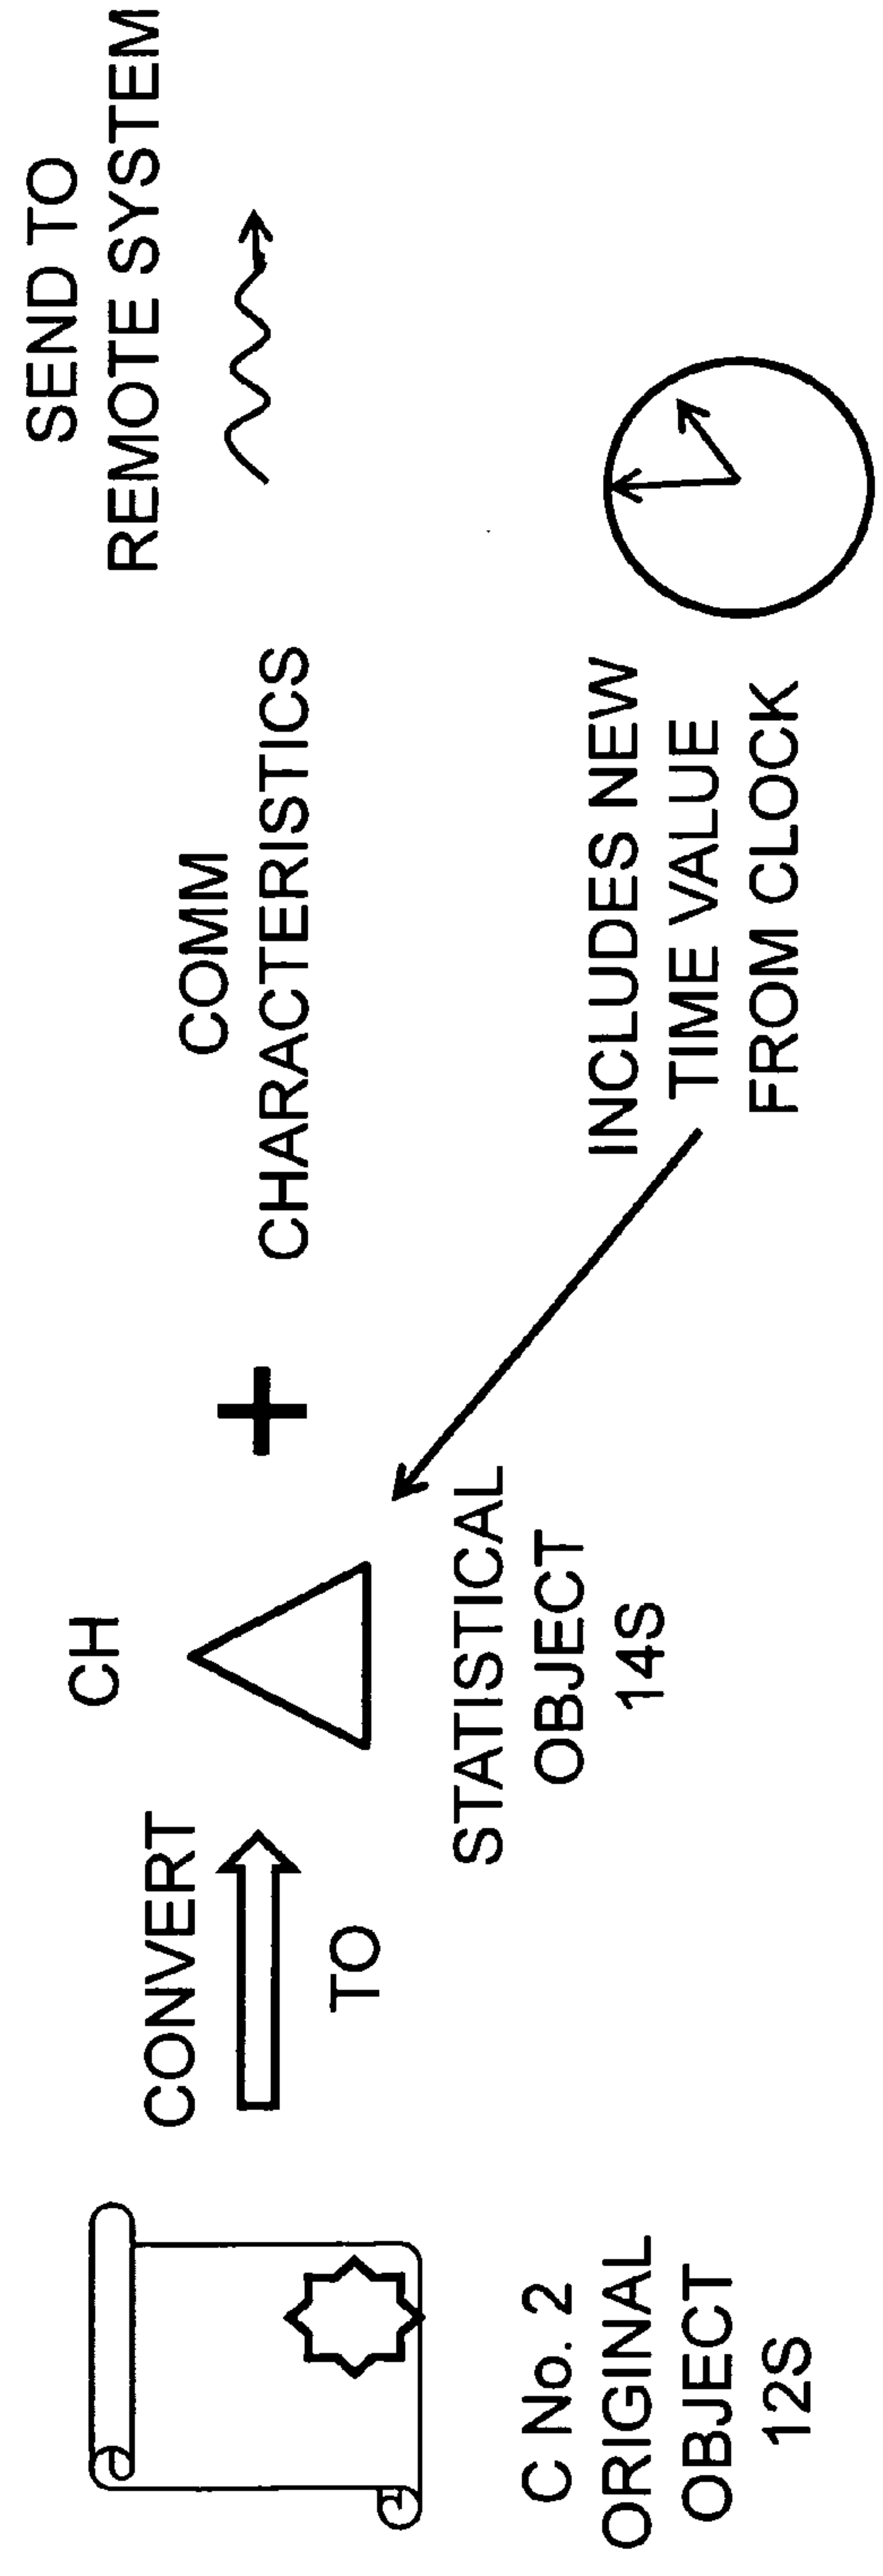 C No. 2
ORIGINAL
OBJECT
12S
CONVERT
TO
CH
STATISTICAL
OBJECT
14S
+
COMM
CHARACTERISTICS
INCLUDES NEW
TIME VALUE
FROM CLOCK
SEND TO
REMOTE SYSTEM